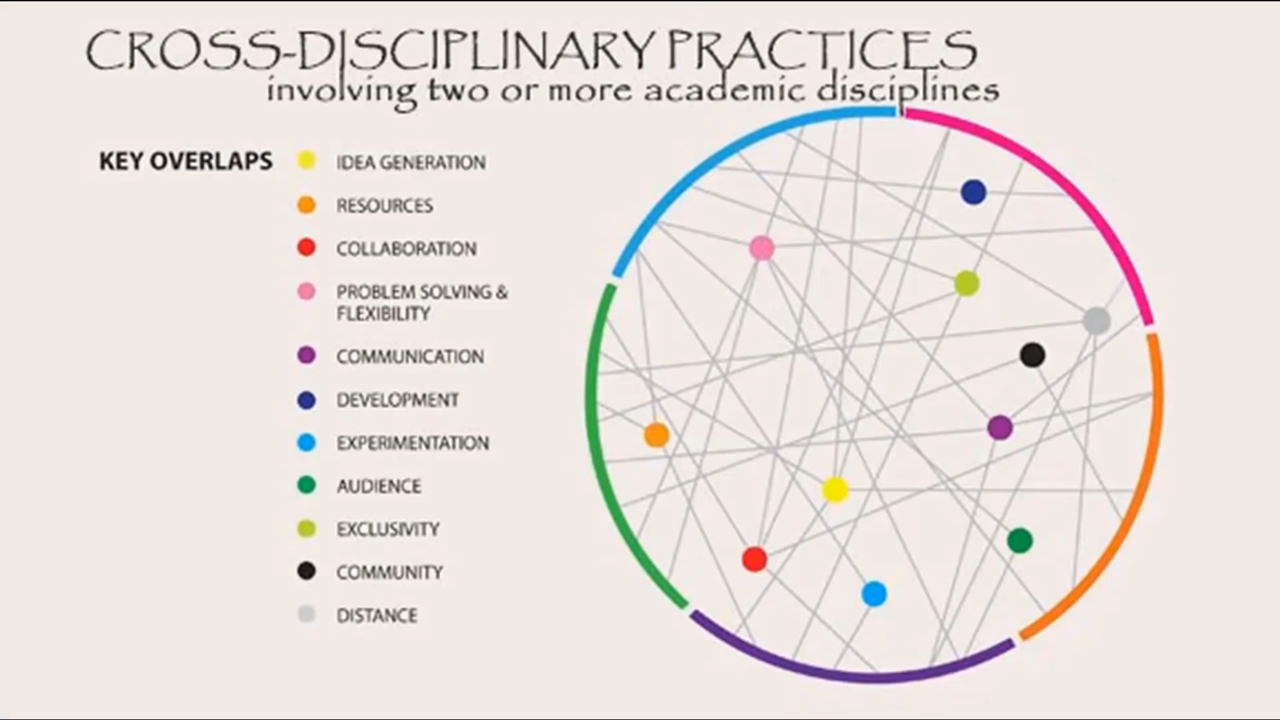 CROSS-DISCIPLINARY PRACTICES
involving two or more academic disciplines
KEY OVERLAPS
IDEA GENERATION
RESOURCES
COLLABORATION
PROBLEM SOLVING &
FLEXIBILITY
COMMUNICATION
DEVELOPMENT
EXPERIMENTATION
AUDIENCE
EXCLUSIVITY
COMMUNITY
DISTANCE